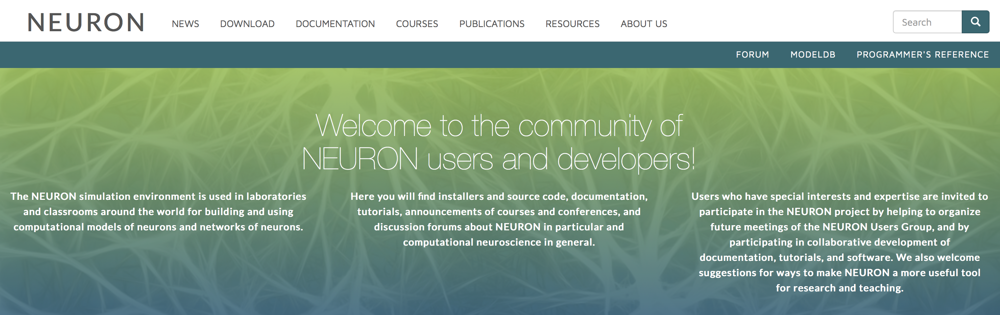 NEURON
NEWS DOWNLOAD DOCUMENTATION COURSES PUBLICATIONS RESOURCES ABOUT US
Search
FORUM MODELDB PROGRAMMER'S REFERENCE
Welcome to the community of
NEURON users and developers!
The NEURON simulation environment is used in laboratories
and classrooms around the world for building and using
computational models of neurons and networks of neurons.
Here you will find installers and source code, documentation,
tutorials, announcements of courses and conferences, and
discussion forums about NEURON in particular and
computational neuroscience in general.
Users who have special interests and expertise are invited to
participate in the NEURON project by helping to organize
future meetings of the NEURON Users Group, and by
participating in collaborative development of
documentation, tutorials, and software. We also welcome
suggestions for ways to make NEURON a more useful tool
for research and teaching.